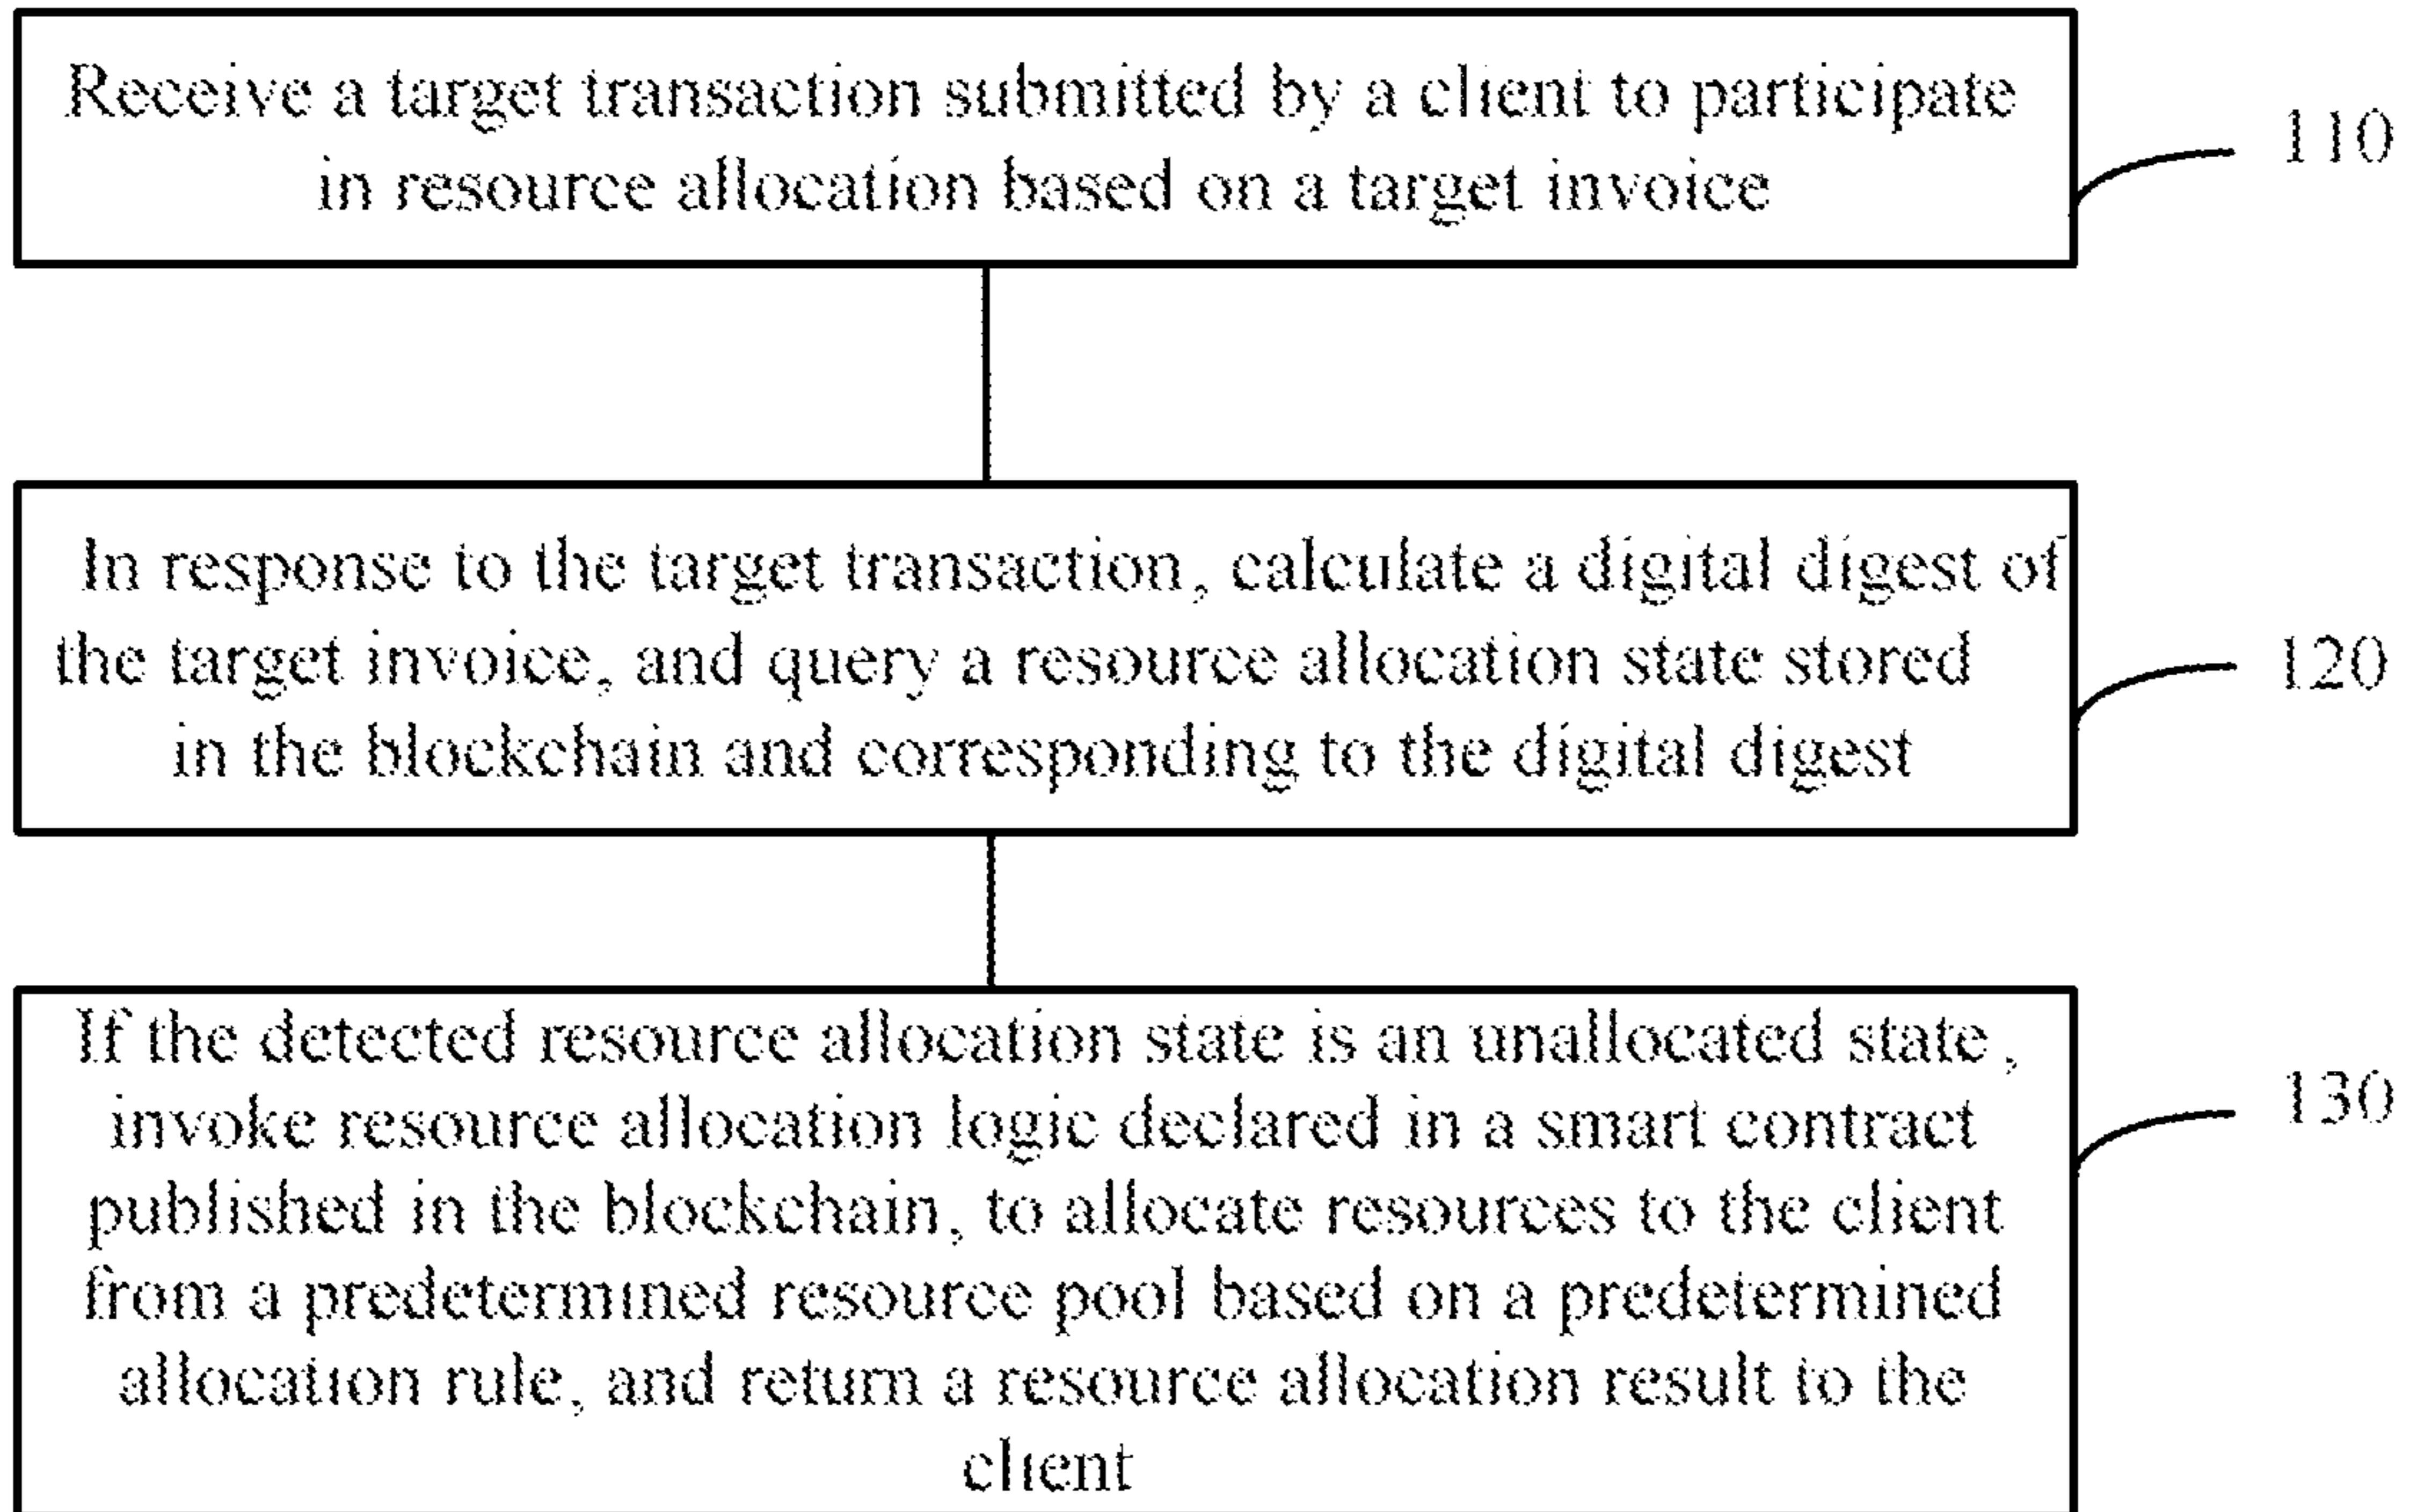 Receive a target transaction submitted by a client to participate
in resource allocation based on a target invoice
110
In response to the target transaction, calculate a digital digest of
the target invoice, and query a resource allocation state stored
in the blockchain and corresponding to the digital digest
120
If the detected resource allocation state is an unallocated state,
invoke resource allocation logic declared in a smart contract
published in the blockchain, to allocate resources to the client
from a predetermined resource pool based on a predetermined
allocation rule, and return a resource allocation result to the
client
130